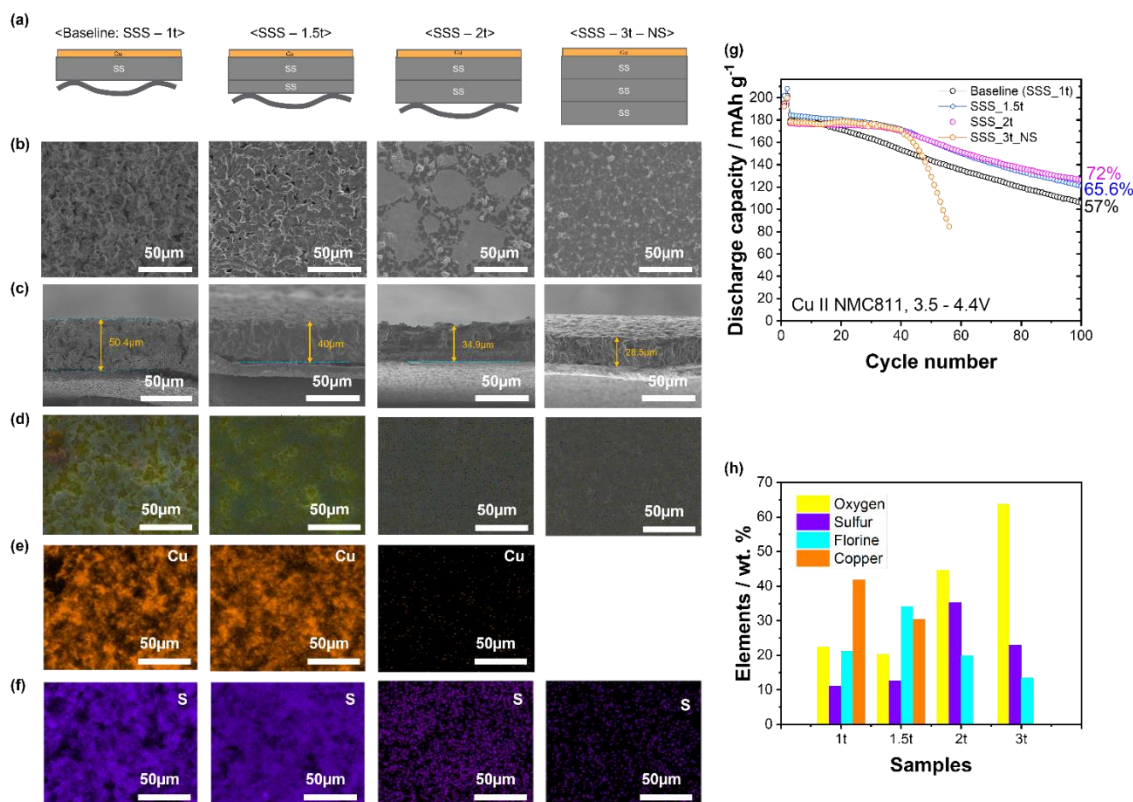 (a)
<Baseline: SSS – 1t>
<SSS – 1.5t>
<SSS – 2t>
<SSS – 3t – NS>
Cu
SS
Cu
SS
SS
Cu
SS
SS
Cu
SS
SS
SS
(b)
50µm
50µm
50µm
50µm
(c)
50.4µm
50µm
40µm
50µm
34.9µm
50µm
28.5µm
50µm
(d)
50µm
50µm
50µm
50µm
(e)
Cu
50µm
Cu
50µm
Cu
50µm
(f)
S
50µm
S
50µm
S
50µm
S
50µm
(g)
Discharge capacity / mAh g⁻¹
200
180
160
140
120
100
80
60
40
20
0
Baseline (SSS_1t)
SSS_1.5t
SSS_2t
SSS_3t_NS
72%
65.6%
57%
Cu II NMC811, 3.5 - 4.4V
0
20
40
60
80
100
Cycle number
(h)
Elements / wt. %
70
60
50
40
30
20
10
0
Oxygen
Sulfur
Florine
Copper
1t
1.5t
2t
3t
Samples